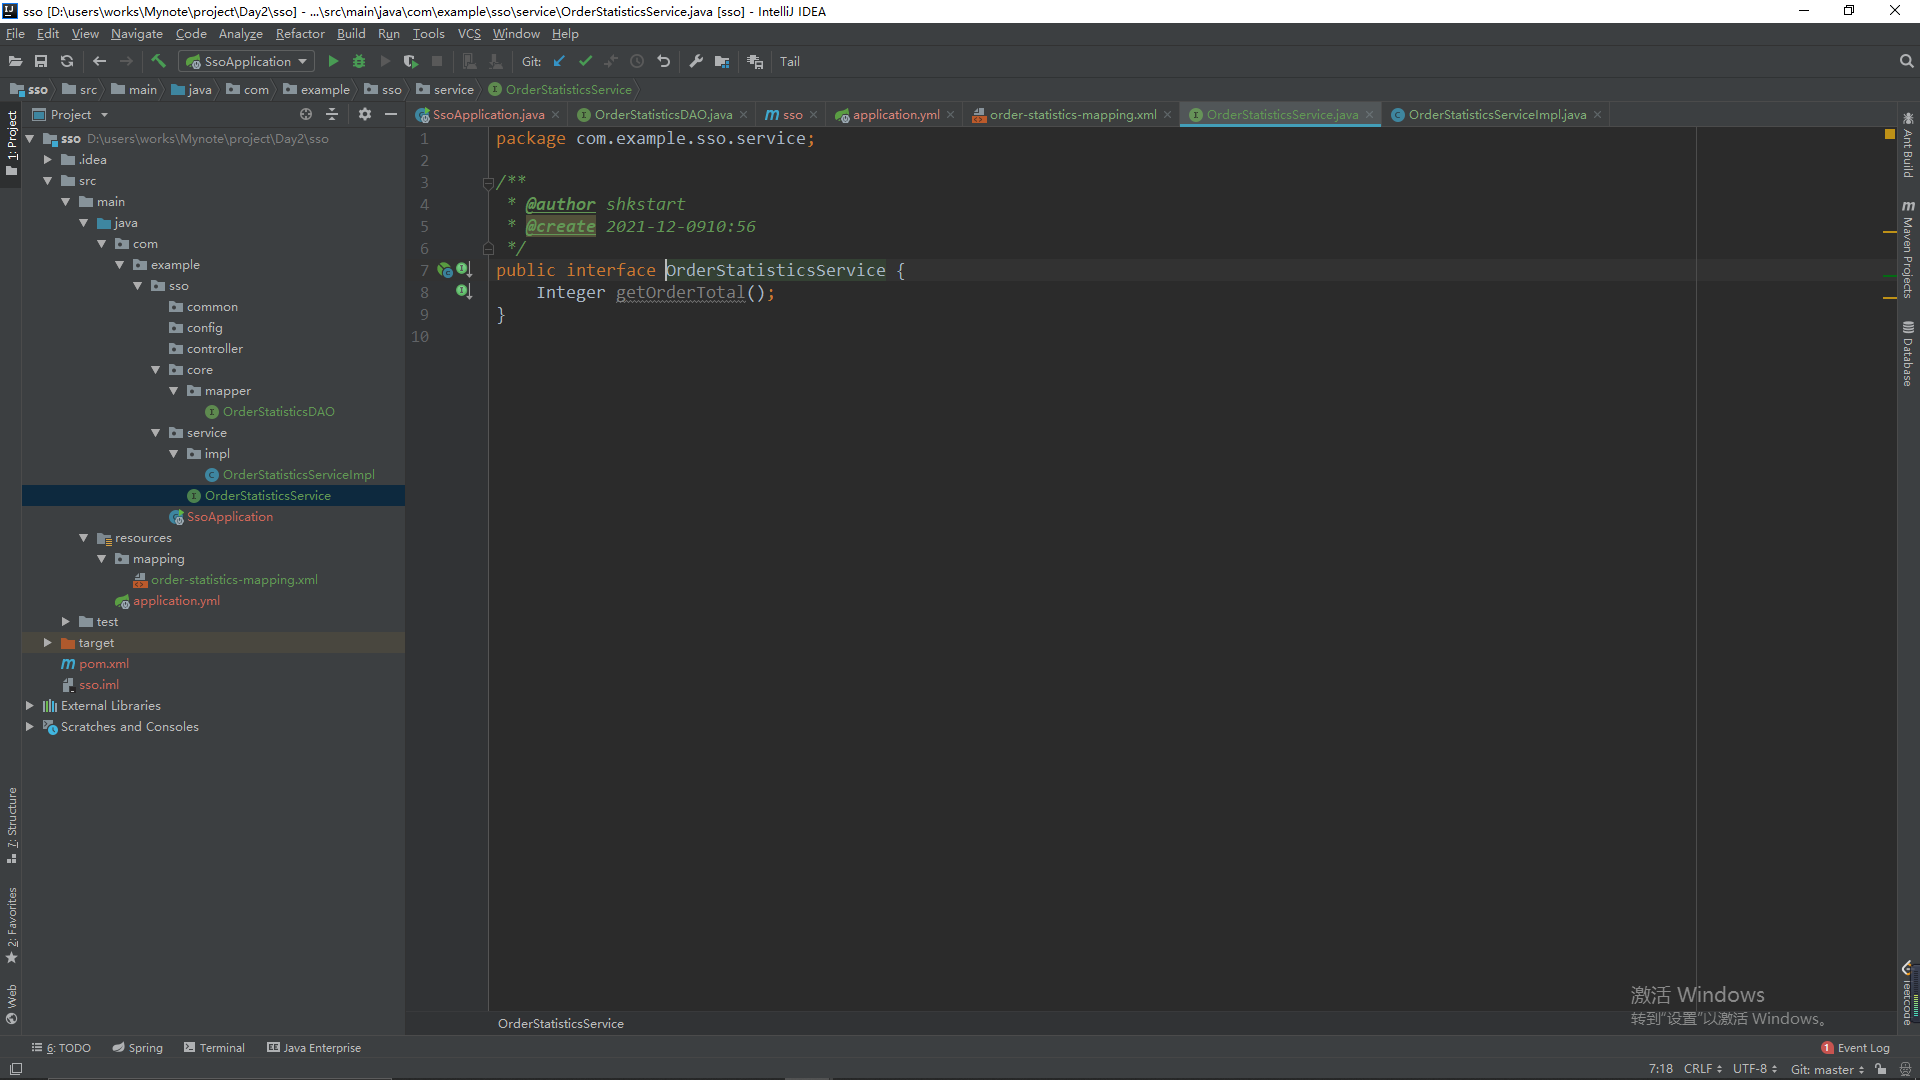 sso [D:\users\works\Mynote\project\Day2\sso] - ...\src\main\java\com\example\sso\service\OrderStatisticsService.java [sso] - IntelliJ IDEA
File Edit View Navigate Code Analyze Refactor Build Run Tools VCS Window Help
SsoApplication Git: Tail
sso src main java com example sso service OrderStatisticsService
Project
SsoApplication.java OrderStatisticsDAO.java sso application.yml order-statistics-mapping.xml OrderStatisticsService.java OrderStatisticsServiceImpl.java
sso D:\users\works\Mynote\project\Day2\sso
.idea
src
main
java
com
example
sso
common
config
controller
core
mapper
OrderStatisticsDAO
service
impl
OrderStatisticsServiceImpl
OrderStatisticsService
SsoApplication
resources
mapping
order-statistics-mapping.xml
application.yml
test
target
pom.xml
sso.iml
External Libraries
Scratches and Consoles
1 package com.example.sso.service;
2
3 /**
4 * @author shkstart
5 * @create 2021-12-0910:56
6 */
7 public interface OrderStatisticsService {
8 Integer getOrderTotal();
9 }
10
OrderStatisticsService
1: Project
7: Structure
2: Favorites
Web
Ant Build
Maven Projects
Database
leetcode
激活 Windows
转到"设置"以激活 Windows。
6: TODO Spring Terminal Java Enterprise 1 Event Log
7:18 CRLF UTF-8 Git: master